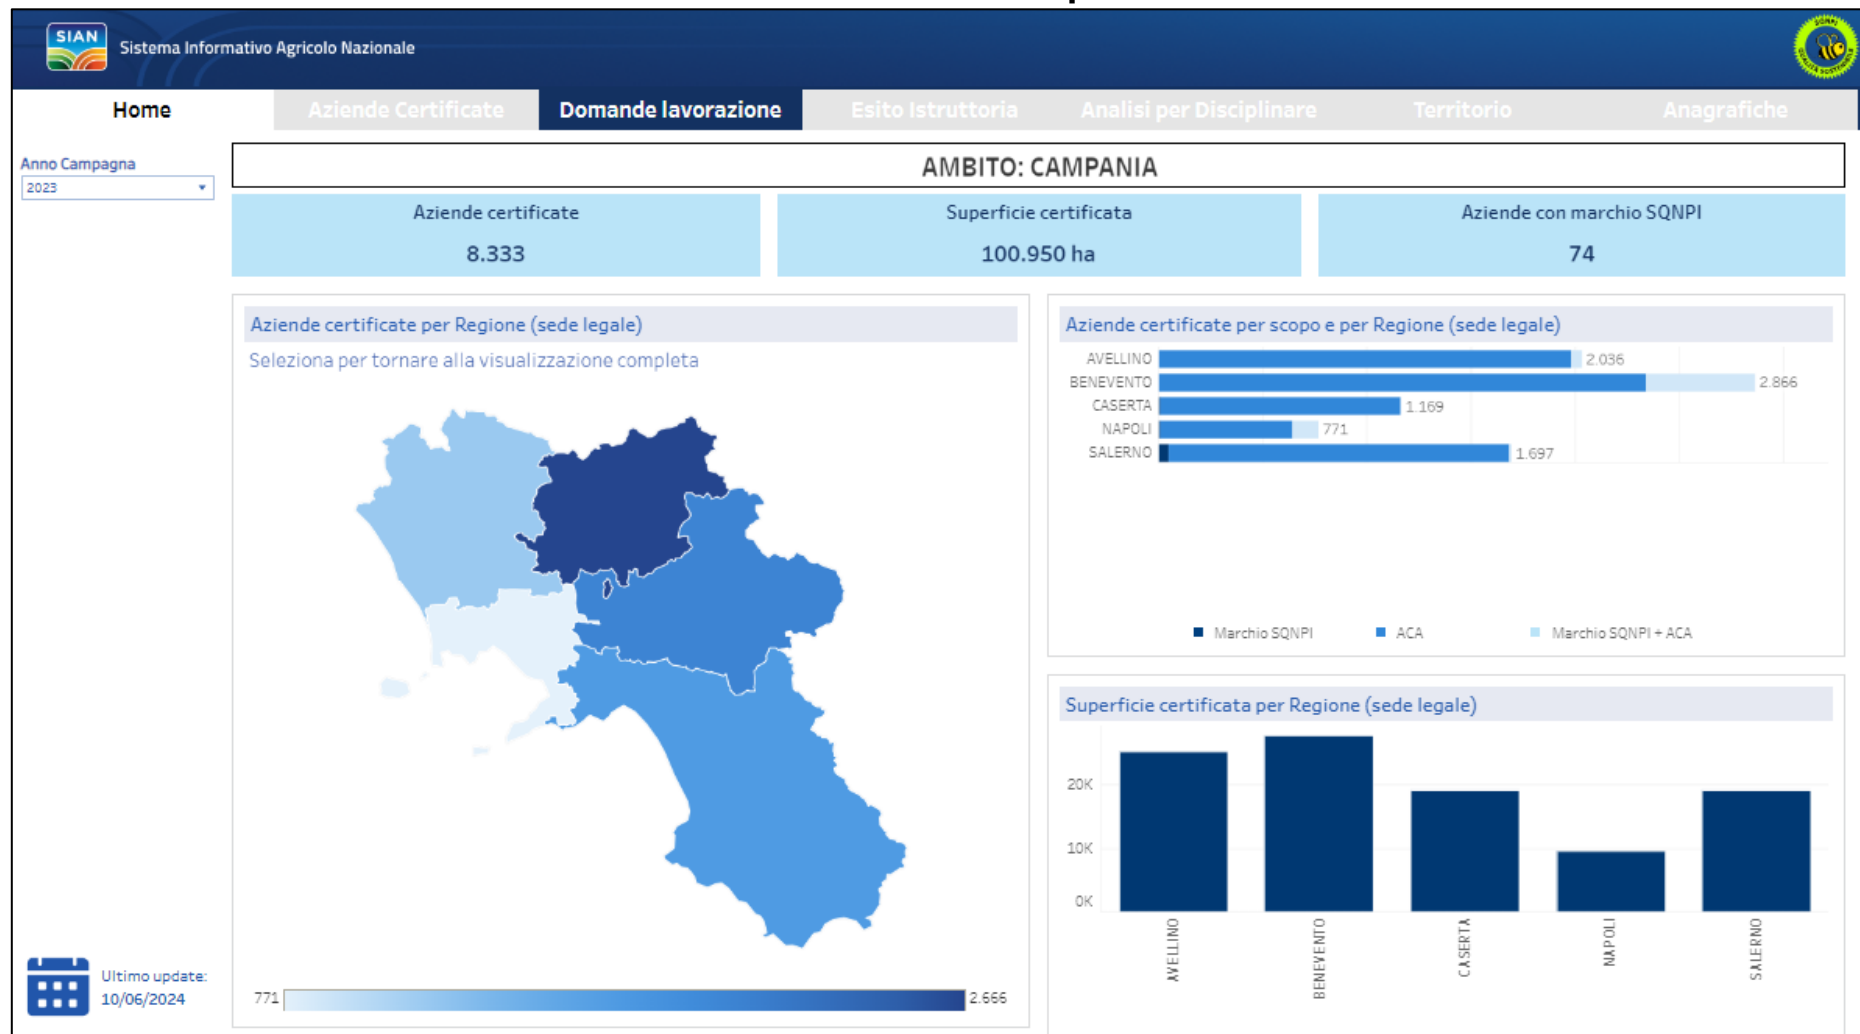 SIAN
Sistema Informativo Agricolo Nazionale
SQNPI
QUALITÀ SOSTENIBILE
Home
Aziende Certificate
Domande lavorazione
Esito Istruttoria
Analisi per Disciplinare
Territorio
Anagrafiche
Anno Campagna
2023
AMBITO: CAMPANIA
Aziende certificate
8.333
Superficie certificata
100.950 ha
Aziende con marchio SQNPI
74
Aziende certificate per Regione (sede legale)
Seleziona per tornare alla visualizzazione completa
771
2.666
Aziende certificate per scopo e per Regione (sede legale)
AVELLINO 2.036
BENEVENTO 2.866
CASERTA 1.169
NAPOLI 771
SALERNO 1.697
Marchio SQNPI
ACA
Marchio SQNPI + ACA
Superficie certificata per Regione (sede legale)
20K
10K
0K
AVELLINO
BENEVENTO
CASERTA
NAPOLI
SALERNO
Ultimo update:
10/06/2024